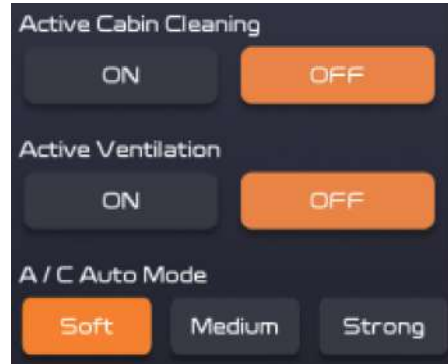 Active Cabin Cleaning
ON OFF
Active Ventilation
ON OFF
A / C Auto Mode
Soft Medium Strong